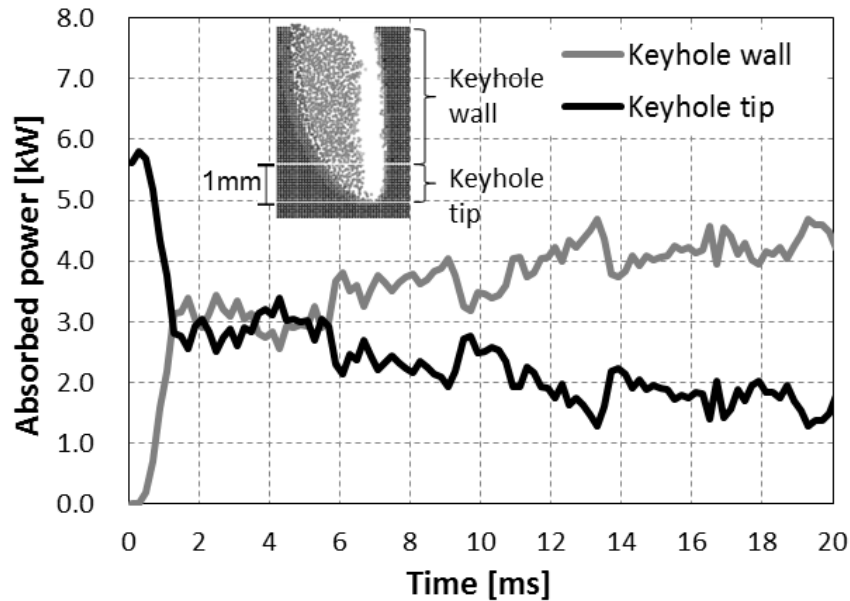 8.0
7.0
6.0
5.0
4.0
3.0
2.0
1.0
0.0
Absorbed power [kW]
Keyhole wall
Keyhole tip
Keyhole
wall
1mm
Keyhole
tip
0 2 4 6 8 10 12 14 16 18 20
Time [ms]